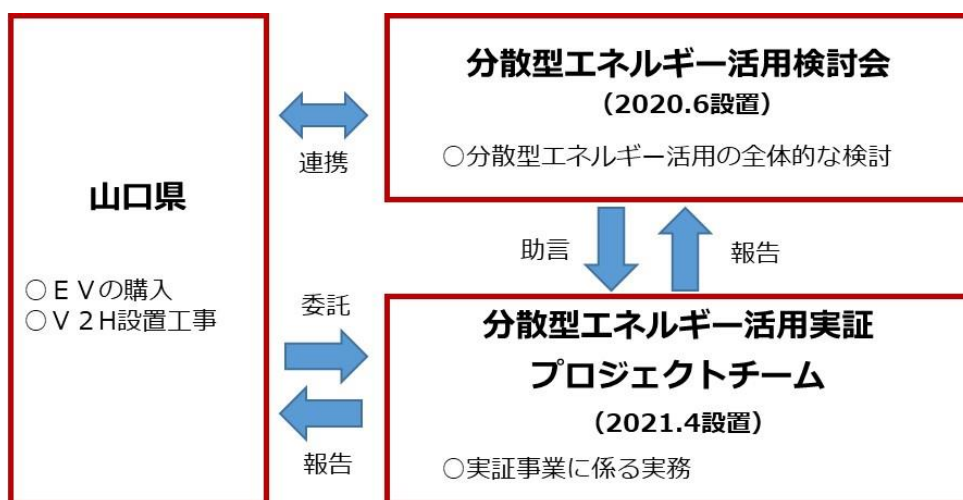 山口県
○ＥＶの購入
○Ｖ２Ｈ設置工事
連携
委託
報告
分散型エネルギー活用検討会
（2020.6設置）
○分散型エネルギー活用の全体的な検討
助言
報告
分散型エネルギー活用実証
プロジェクトチーム
（2021.4設置）
○実証事業に係る実務